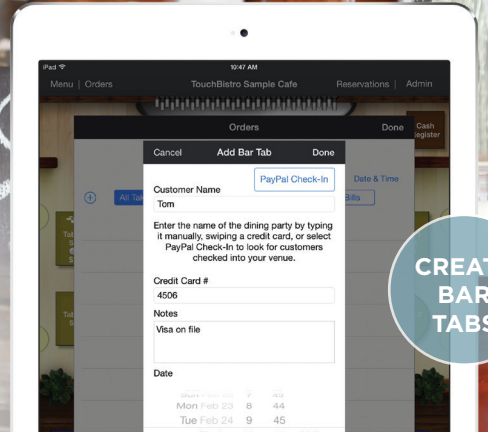 iPad 10:47 AM
Menu | Orders TouchBistro Sample Cafe Reservations | Admin
Orders Done Cash
Register
Cancel Add Bar Tab Done
PayPal Check-In Date & Time
Customer Name
All Bills
Tom
Enter the name of the dining party by typing
it manually, swiping a credit card, or select
PayPal Check-In to look for customers
checked into your venue.
CREAT
BAR
TABS
Credit Card #
4506
Notes
Visa on file
Date
Mon Feb 23 8 44
Tue Feb 24 9 45